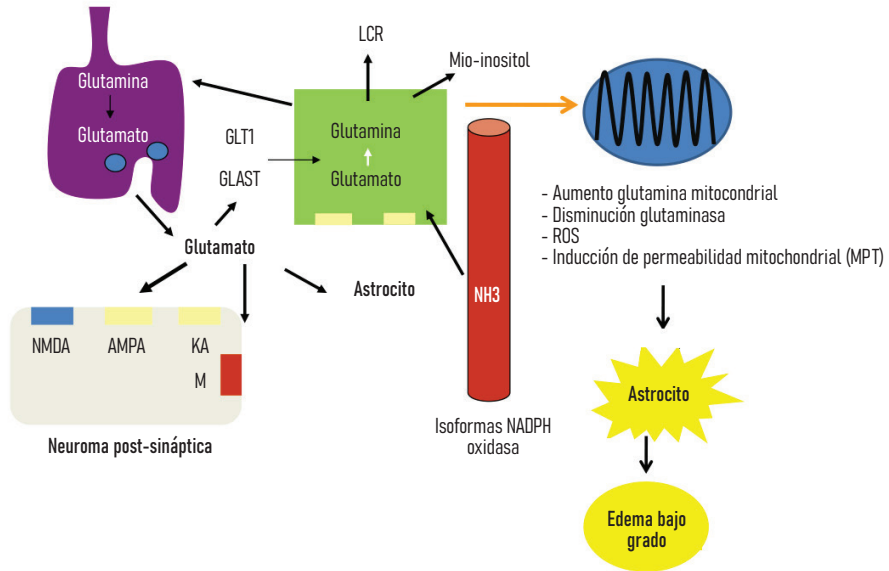 LCR
Mio-inositol
Glutamina
Glutamato
GLT1
GLAST
Glutamina
Glutamato
- Aumento glutamina mitocondrial
- Disminución glutaminasa
- ROS
- Inducción de permeabilidad mitochondrial (MPT)
Glutamato
Astrocito
NH3
NMDA
AMPA
KA
M
Neuroma post-sináptica
Isoformas NADPH
oxidasa
Astrocito
Edema bajo
grado